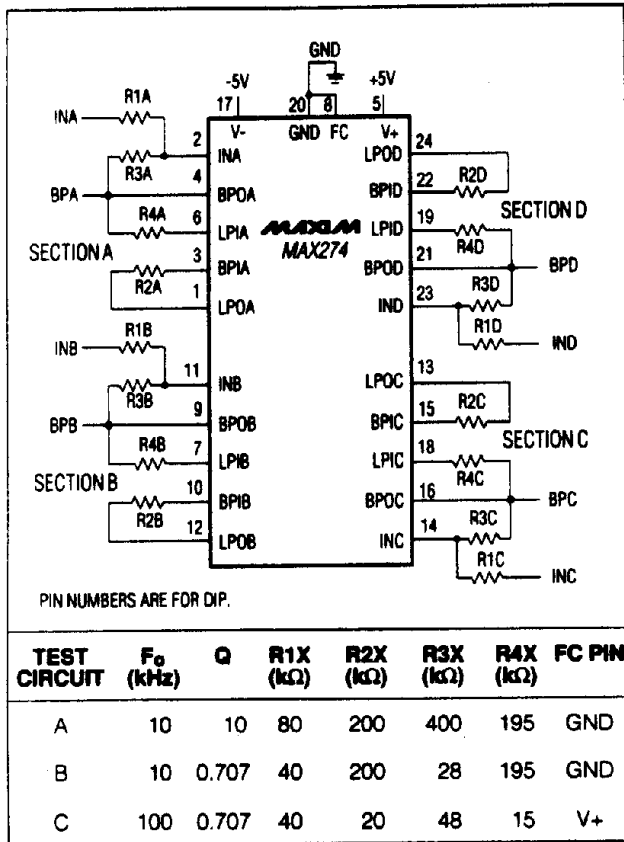 GND
-5V +5V
R1A 17 20 8 5
INA V- GND FC V+
2 INA LPOD 24
R3A
4 BPOA BPID 22 R2D
BPA
SECTION D
R4A 6 LPIA MAXIM LPID 19
MAX274 R4D
SECTION A
3 BPIA BPOD 21 BPD
R2A R3D
1 LPOA IND 23
R1B R1D
INB IND
11 INB LPOC 13
R3B
9 BPOB BPIC 15 R2C
BPB
SECTION C
R4B 7 LPIB LPIC 18
R4C
SECTION B
10 BPIB BPOC 16 BPC
R2B R3C
12 LPOB INC 14
R1C
INC
PIN NUMBERS ARE FOR DIP.
TEST CIRCUIT Fo (kHz) Q R1X (kΩ) R2X (kΩ) R3X (kΩ) R4X (kΩ) FC PIN
A 10 10 80 200 400 195 GND
B 10 0.707 40 200 28 195 GND
C 100 0.707 40 20 48 15 V+